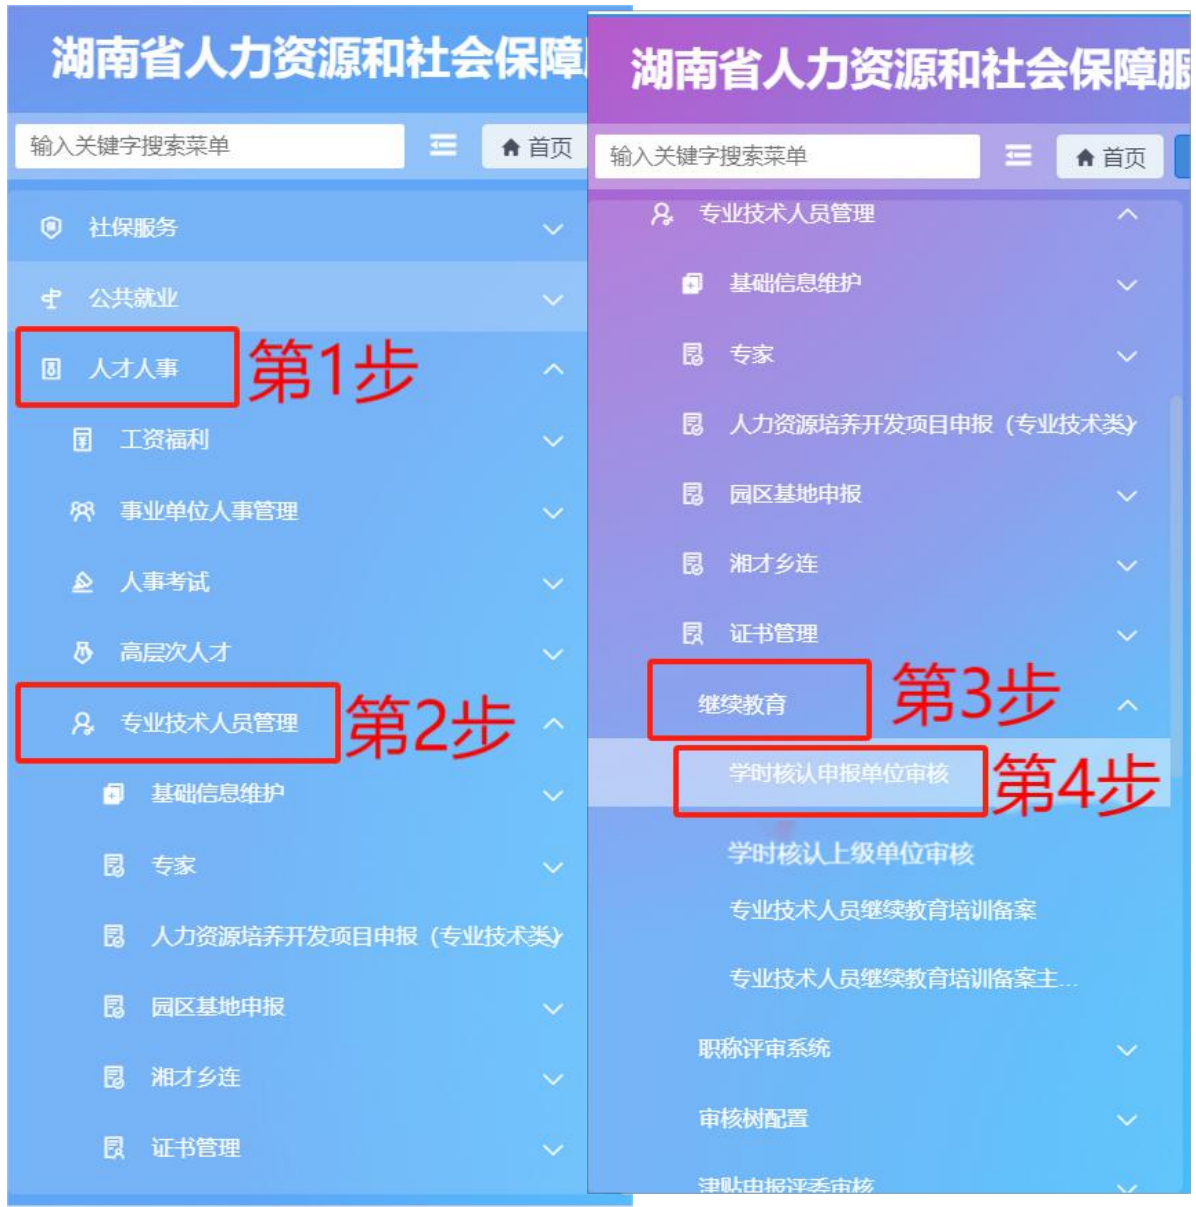 湖南省人力资源和社会保障
输入关键字搜索菜单
首页
社保服务
公共就业
人才人事
第1步
工资福利
事业单位人事管理
人事考试
高层次人才
专业技术人员管理
第2步
基础信息维护
专家
人力资源培养开发项目申报（专业技术类）
园区基地申报
湘才乡连
证书管理
湖南省人力资源和社会保障服
输入关键字搜索菜单
首页
专业技术人员管理
基础信息维护
专家
人力资源培养开发项目申报（专业技术类）
园区基地申报
湘才乡连
证书管理
继续教育
第3步
学时核认申报单位审核
第4步
学时核认上级单位审核
专业技术人员继续教育培训备案
专业技术人员继续教育培训备案主...
职称评审系统
审核树配置
津贴申报评委审核